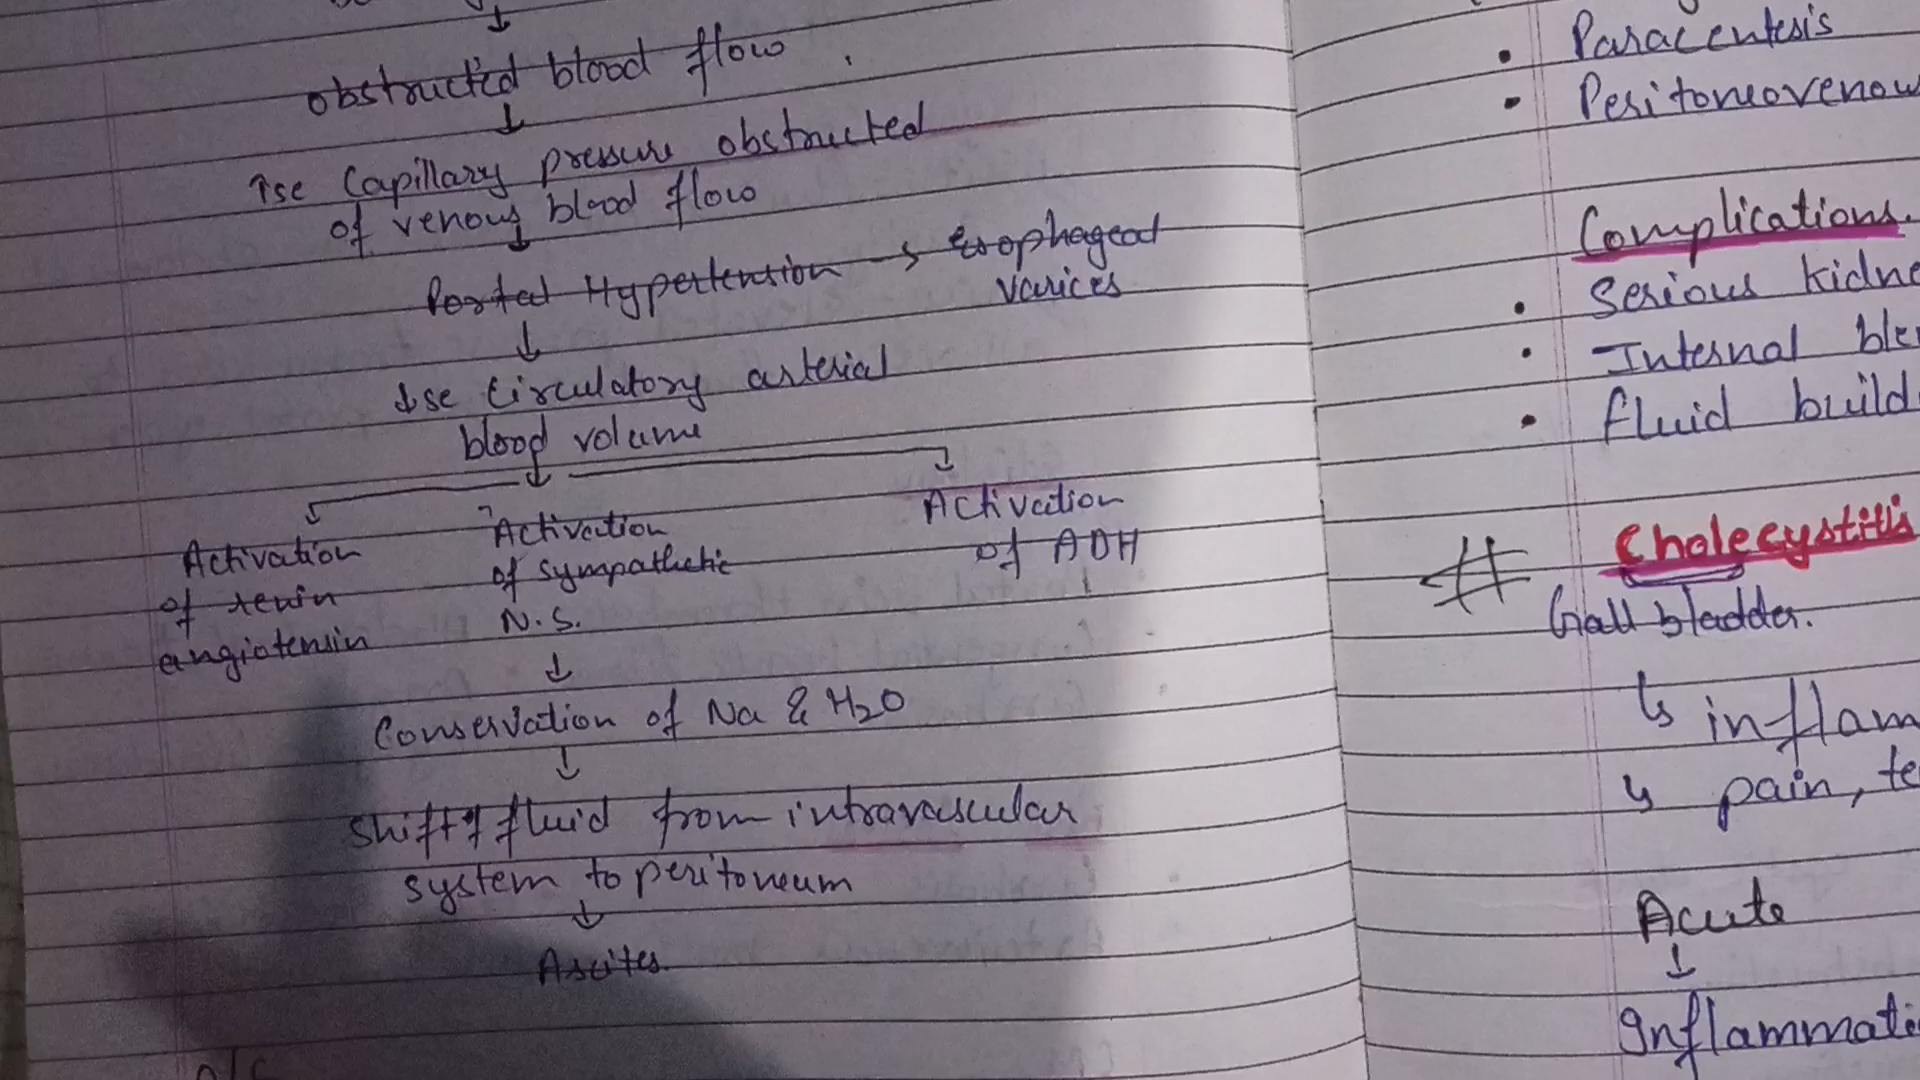 ↓
obstructed blood flow
↓
↑se Capillary pressure obstructed
of venous blood flow
↓
Portal Hypertension → Esophageal
varices
↓
↓se Circulatory arterial
blood volume
↓
Activation
of renin
angiotensin
Activation
of sympathetic
N.S.
Activation
of ADH
↓
Conservation of Na & H2O
↓
Shift of fluid from intravascular
system to peritoneum
↓
Ascites.
• Paracentesis
• Peritoneovenou
Complications.
• Serious kidne
• Internal ble
• fluid build
# Cholecystitis
Gall bladder.
↳ inflam
↳ pain, te
Acute
↓
Inflammati